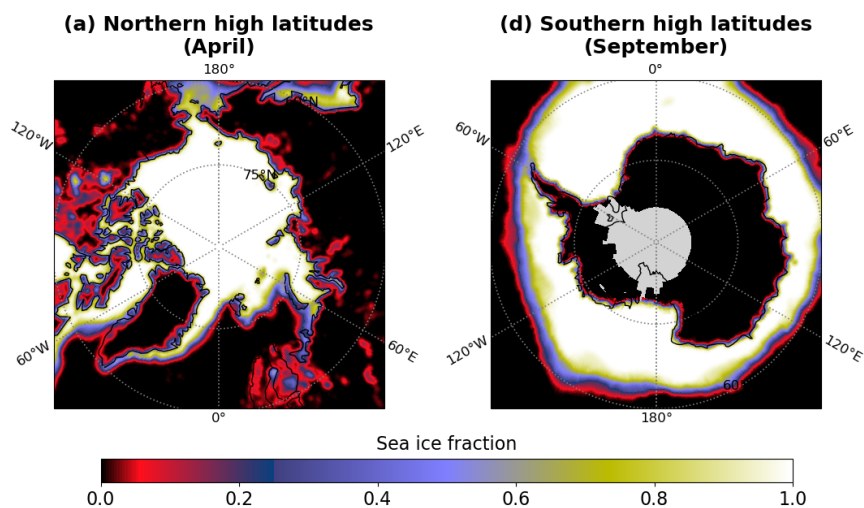 (a) Northern high latitudes
(April)
(d) Southern high latitudes
(September)
180°
0°
60°N
120°W
120°E
60°W
60°E
75°N
60°W
60°E
120°W
120°E
60°
0°
180°
Sea ice fraction
0.0 0.2 0.4 0.6 0.8 1.0